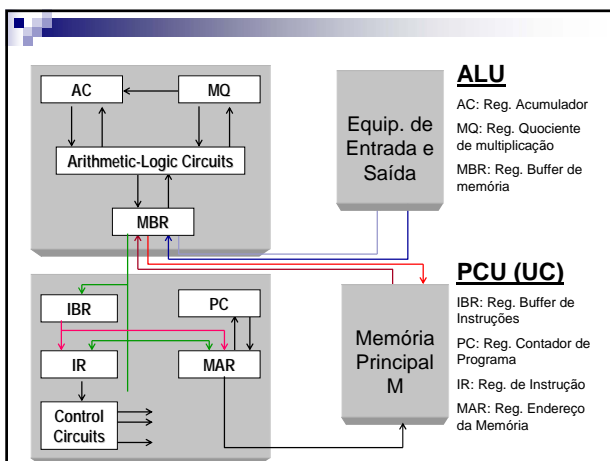 AC
MQ
Arithmetic-Logic Circuits
MBR
IBR
PC
IR
MAR
Control
Circuits
Equip. de
Entrada e
Saída
Memória
Principal
M
ALU
AC: Reg. Acumulador
MQ: Reg. Quociente
de multiplicação
MBR: Reg. Buffer de
memória
PCU (UC)
IBR: Reg. Buffer de
Instruções
PC: Reg. Contador de
Programa
IR: Reg. de Instrução
MAR: Reg. Endereço
da Memória